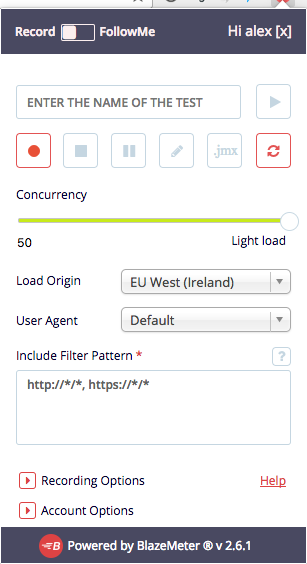 Record FollowMe Hi alex [x]
ENTER THE NAME OF THE TEST
.jmx
Concurrency
50 Light load
Load Origin EU West (Ireland)
User Agent Default
Include Filter Pattern * ?
http://*/*, https://*/*
Recording Options Help
Account Options
B Powered by BlazeMeter ® v 2.6.1